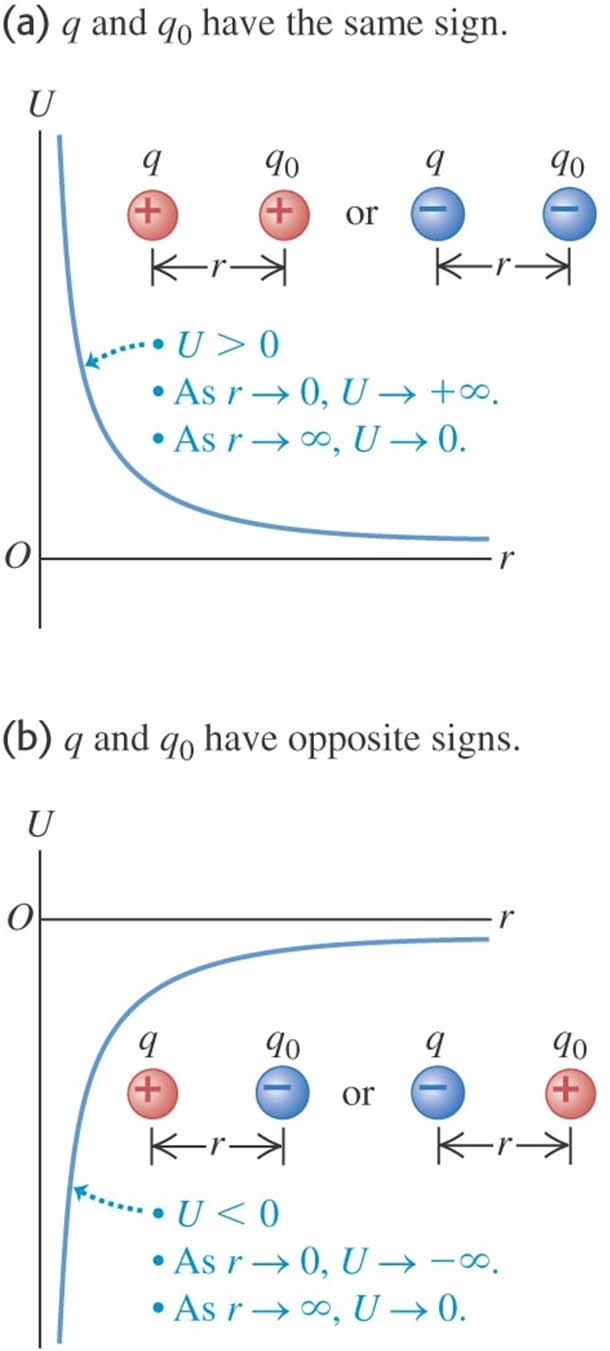 (a) q and q₀ have the same sign.
U
q q₀ q q₀
+ + or − −
r r
• U > 0
• As r → 0, U → +∞.
• As r → ∞, U → 0.
O r
(b) q and q₀ have opposite signs.
U
O r
q q₀ q q₀
+ − or − +
r r
• U < 0
• As r → 0, U → −∞.
• As r → ∞, U → 0.